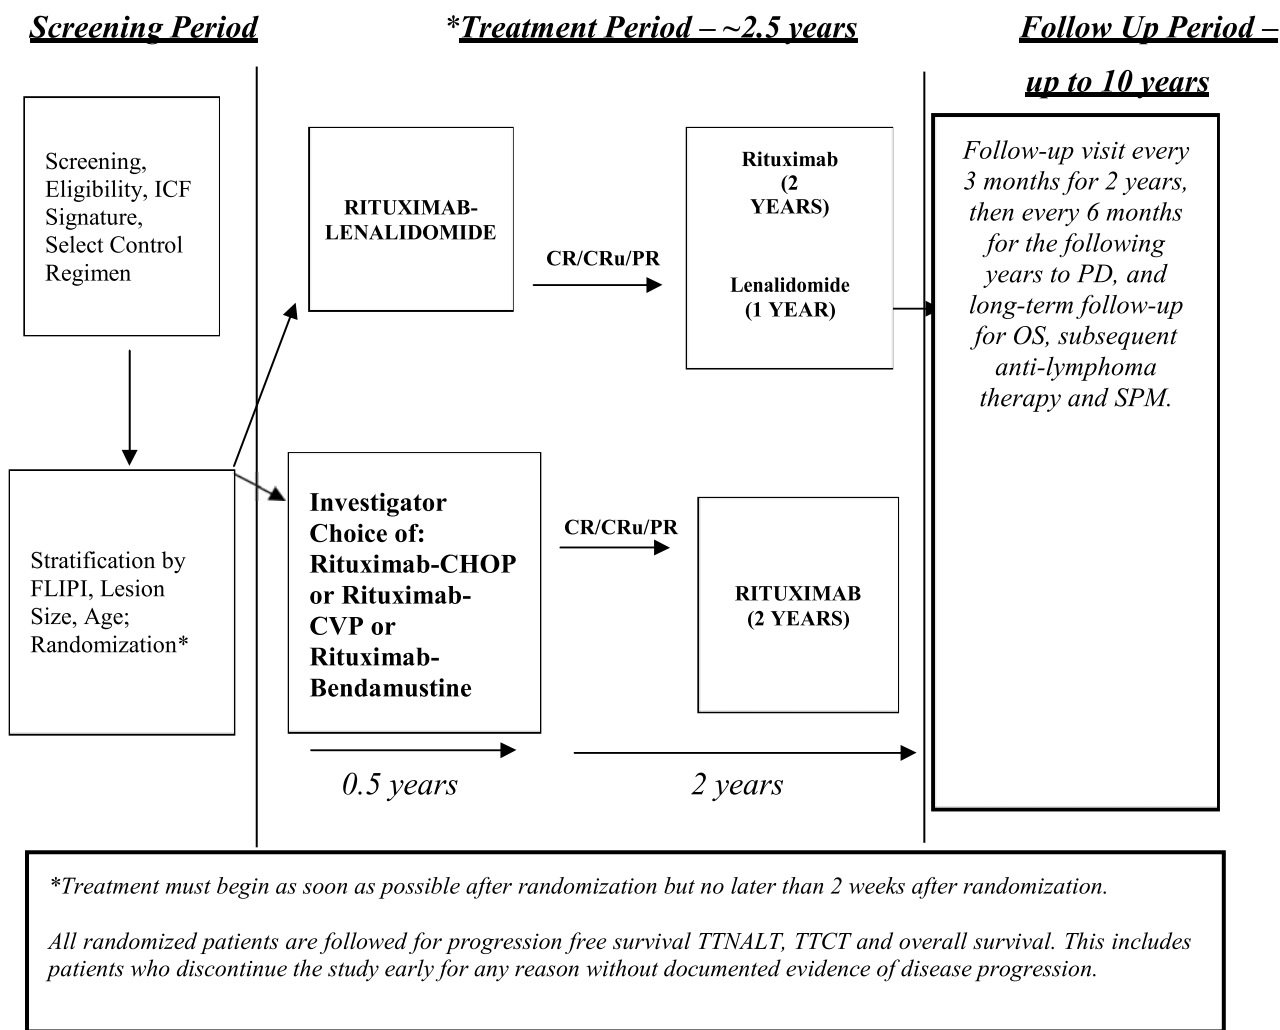 Screening Period
*Treatment Period – ~2.5 years
Follow Up Period –
up to 10 years
Screening,
Eligibility, ICF
Signature,
Select Control
Regimen
RITUXIMAB-
LENALIDOMIDE
CR/CRu/PR
Rituximab
(2
YEARS)
Lenalidomide
(1 YEAR)
Follow-up visit every
3 months for 2 years,
then every 6 months
for the following
years to PD, and
long-term follow-up
for OS, subsequent
anti-lymphoma
therapy and SPM.
Stratification by
FLIPI, Lesion
Size, Age;
Randomization*
Investigator
Choice of:
Rituximab-CHOP
or Rituximab-
CVP or
Rituximab-
Bendamustine
CR/CRu/PR
RITUXIMAB
(2 YEARS)
0.5 years
2 years
*Treatment must begin as soon as possible after randomization but no later than 2 weeks after randomization.
All randomized patients are followed for progression free survival TTNALT, TTCT and overall survival. This includes
patients who discontinue the study early for any reason without documented evidence of disease progression.